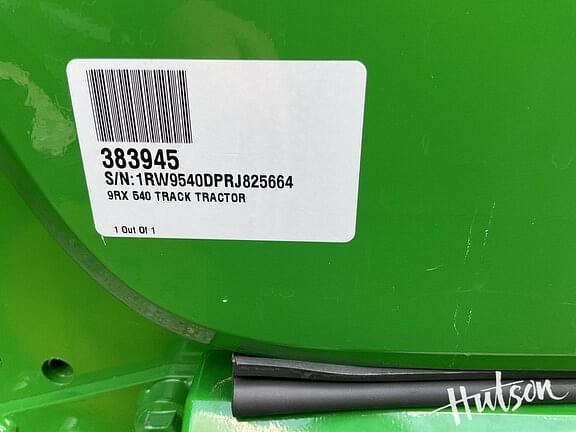 383945
S/N:1RW9540DPRJ825664
9RX 540 TRACK TRACTOR
1 Out Of 1
Hutson